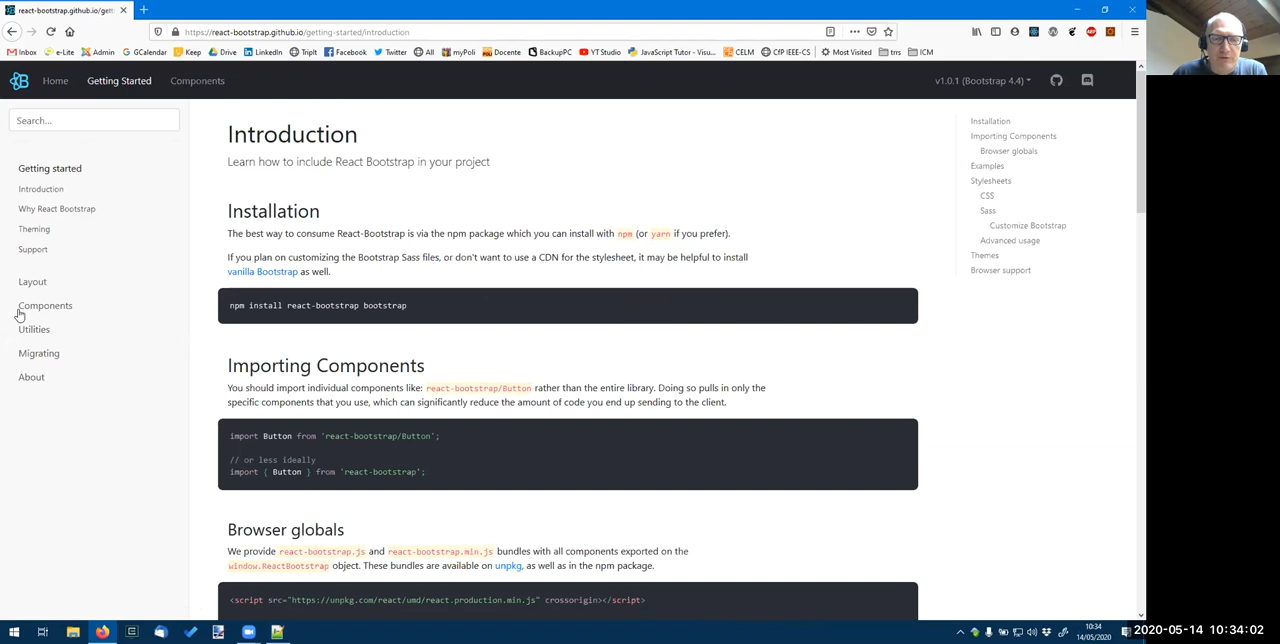 react-bootstrap.github.io/gett
https://react-bootstrap.github.io/getting-started/introduction
Inbox e-Lite Admin GCalendar Keep Drive LinkedIn TripIt Facebook Twitter All myPoli Docente BackupPC YT Studio JavaScript Tutor - Visu... CELM CfP IEEE-CS Most Visited trrs ICM
Home Getting Started Components v1.0.1 (Bootstrap 4.4)
Search...
Getting started
Introduction
Why React Bootstrap
Theming
Support
Layout
Components
Utilities
Migrating
About
Introduction
Learn how to include React Bootstrap in your project
Installation
The best way to consume React-Bootstrap is via the npm package which you can install with npm (or yarn if you prefer).
If you plan on customizing the Bootstrap Sass files, or don't want to use a CDN for the stylesheet, it may be helpful to install
vanilla Bootstrap as well.
npm install react-bootstrap bootstrap
Importing Components
You should import individual components like: react-bootstrap/Button rather than the entire library. Doing so pulls in only the
specific components that you use, which can significantly reduce the amount of code you end up sending to the client.
import Button from 'react-bootstrap/Button';
// or less ideally
import { Button } from 'react-bootstrap';
Browser globals
We provide react-bootstrap.js and react-bootstrap.min.js bundles with all components exported on the
window.ReactBootstrap object. These bundles are available on unpkg, as well as in the npm package.
<script src="https://unpkg.com/react/umd/react.production.min.js" crossorigin></script>
Installation
Importing Components
Browser globals
Examples
Stylesheets
CSS
Sass
Customize Bootstrap
Advanced usage
Themes
Browser support
10:34
14/05/2020
2020-05-14 10:34:02